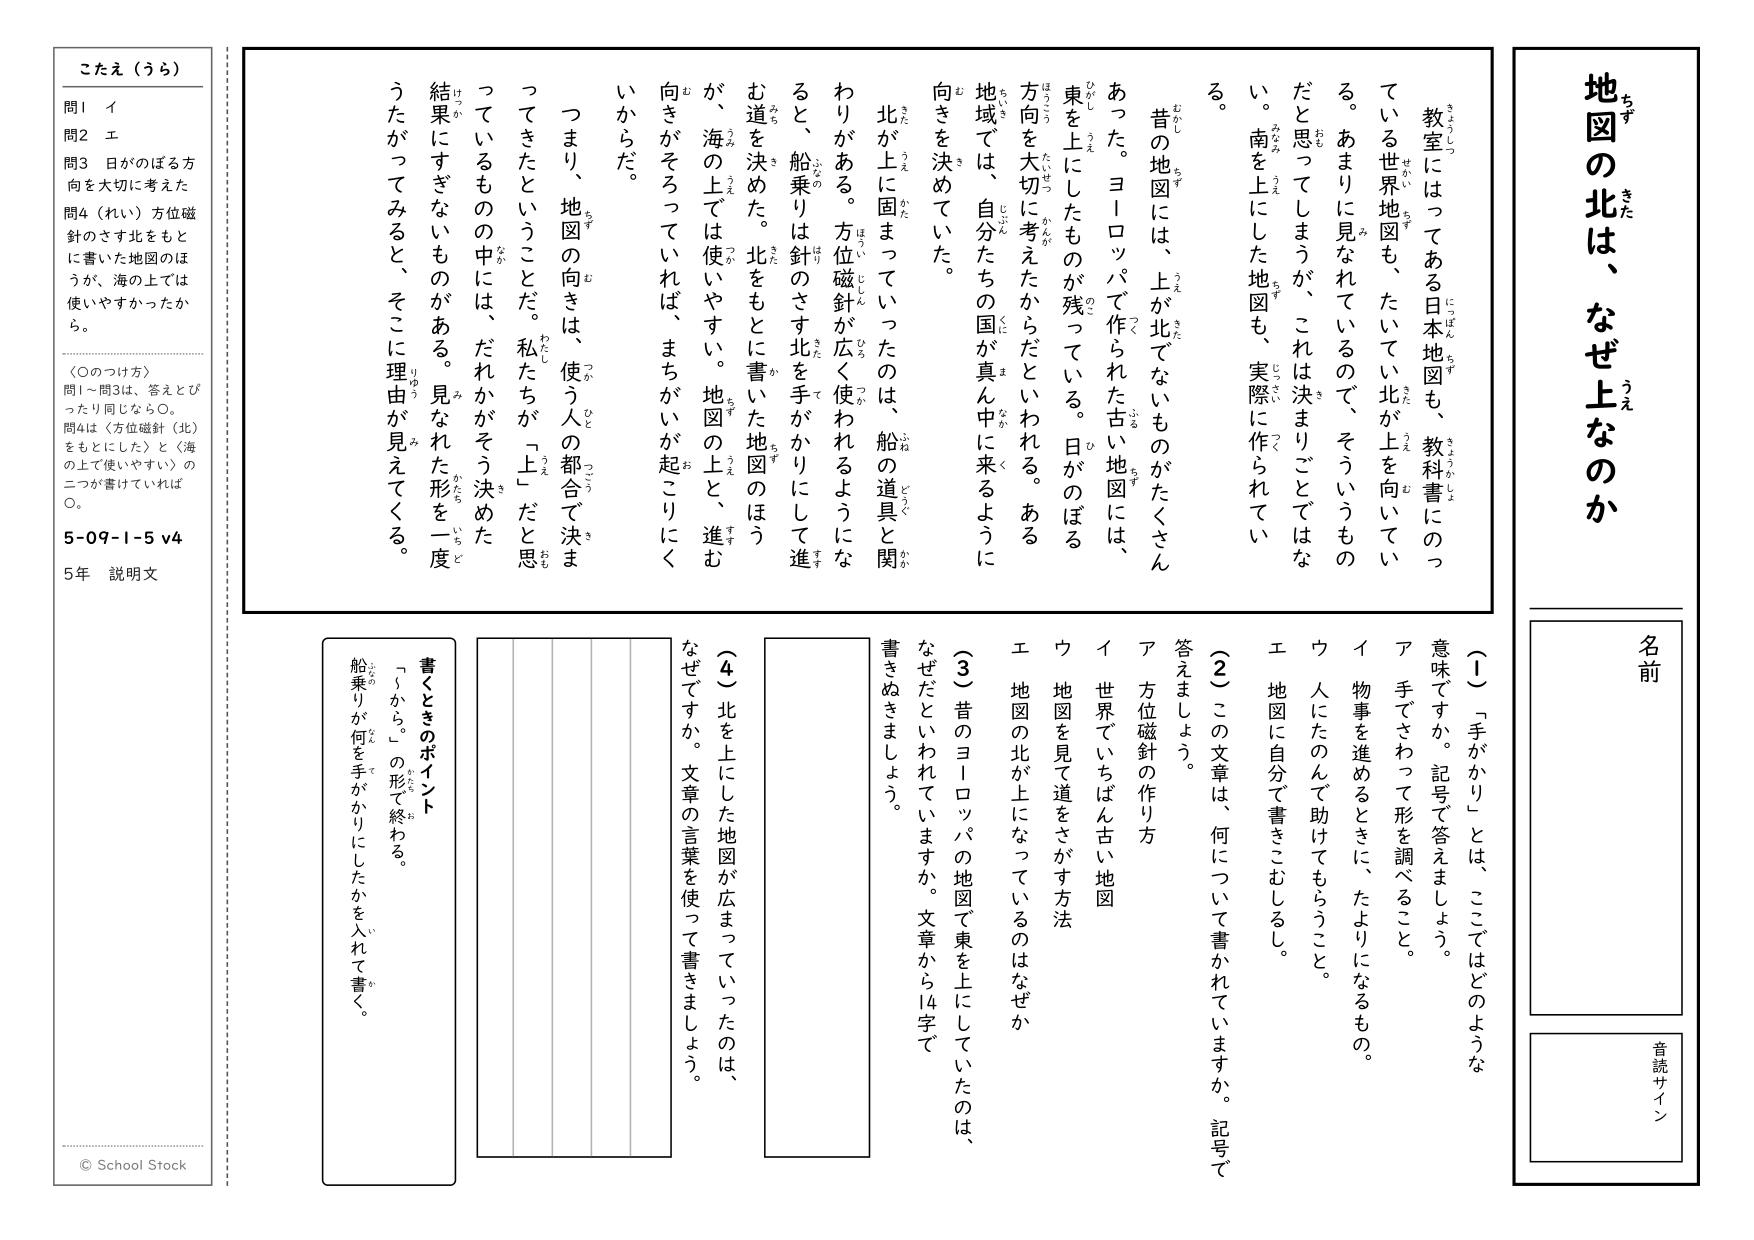 地図の北は、なぜ上なのか
名前
音読サイン
教室にはってある日本地図も、教科書にのっ
ている世界地図も、たいてい北が上を向いてい
る。あまりに見なれているので、そういうもの
だと思ってしまうが、これは決まりごとではな
い。南を上にした地図も、実際に作られてい
る。
昔の地図には、上が北でないものがたくさん
あった。ヨーロッパで作られた古い地図には、
東を上にしたものが残っている。日がのぼる
方向を大切に考えたからだといわれる。ある
地域では、自分たちの国が真ん中に来るように
向きを決めていた。
北が上に固まっていったのは、船の道具と関
わりがある。方位磁針が広く使われるようにな
ると、船乗りは針のさす北を手がかりにして進
む道を決めた。北をもとに書いた地図のほう
が、海の上では使いやすい。地図の上と、進む
向きがそろっていれば、まちがいが起こりにく
いからだ。
つまり、地図の向きは、使う人の都合で決ま
ってきたということだ。私たちが「上」だと思
っているものの中には、だれかがそう決めた
結果にすぎないものがある。見なれた形を一度
うたがってみると、そこに理由が見えてくる。
（1）「手がかり」とは、ここではどのような
意味ですか。記号で答えましょう。
ア 手でさわって形を調べること。
イ 物事を進めるときに、たよりになるもの。
ウ 人にたのんで助けてもらうこと。
エ 地図に自分で書きこむしるし。
（2）この文章は、何について書かれていますか。記号で
答えましょう。
ア 方位磁針の作り方
イ 世界でいちばん古い地図
ウ 地図を見て道をさがす方法
エ 地図の北が上になっているのはなぜか
（3）昔のヨーロッパの地図で東を上にしていたのは、
なぜだといわれていますか。文章から14字で
書きぬきましょう。
（4）北を上にした地図が広まっていったのは、
なぜですか。文章の言葉を使って書きましょう。
書くときのポイント
「〜から。」の形で終わる。
船乗りが何を手がかりにしたかを入れて書く。
こたえ（うら）
問1 イ
問2 エ
問3 日がのぼる方
向を大切に考えた
問4（れい）方位磁
針のさす北をもと
に書いた地図のほ
うが、海の上では
使いやすかったか
ら。
〈〇のつけ方〉
問1〜問3は、答えとぴ
ったり同じなら〇。
問4は〈方位磁針（北）
をもとにした〉と〈海
の上で使いやすい〉の
二つが書けていれば
〇。
5-09-1-5 v4
5年 説明文
© School Stock